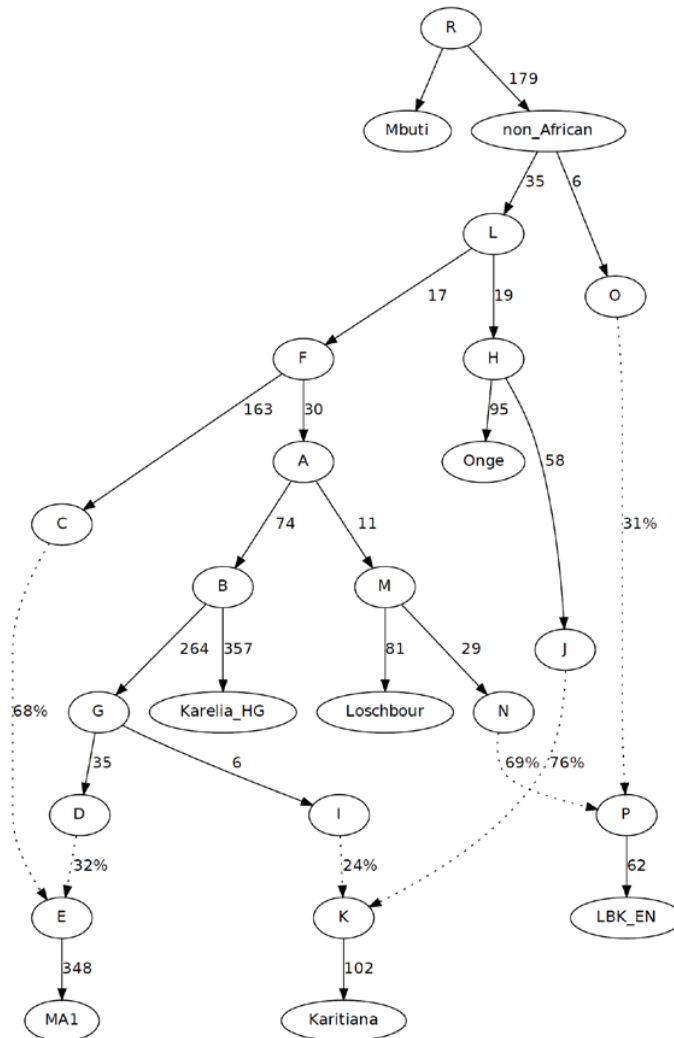 R
179
Mbuti
non_African
35
6
L
17
19
O
F
H
163
30
95
A
Onge
58
C
74
11
31%
B
M
264
357
81
29
J
68%
G
Karelia_HG
Loschbour
N
35
6
69%
76%
D
I
P
32%
24%
62
E
K
LBK_EN
348
102
MA1
Karitiana